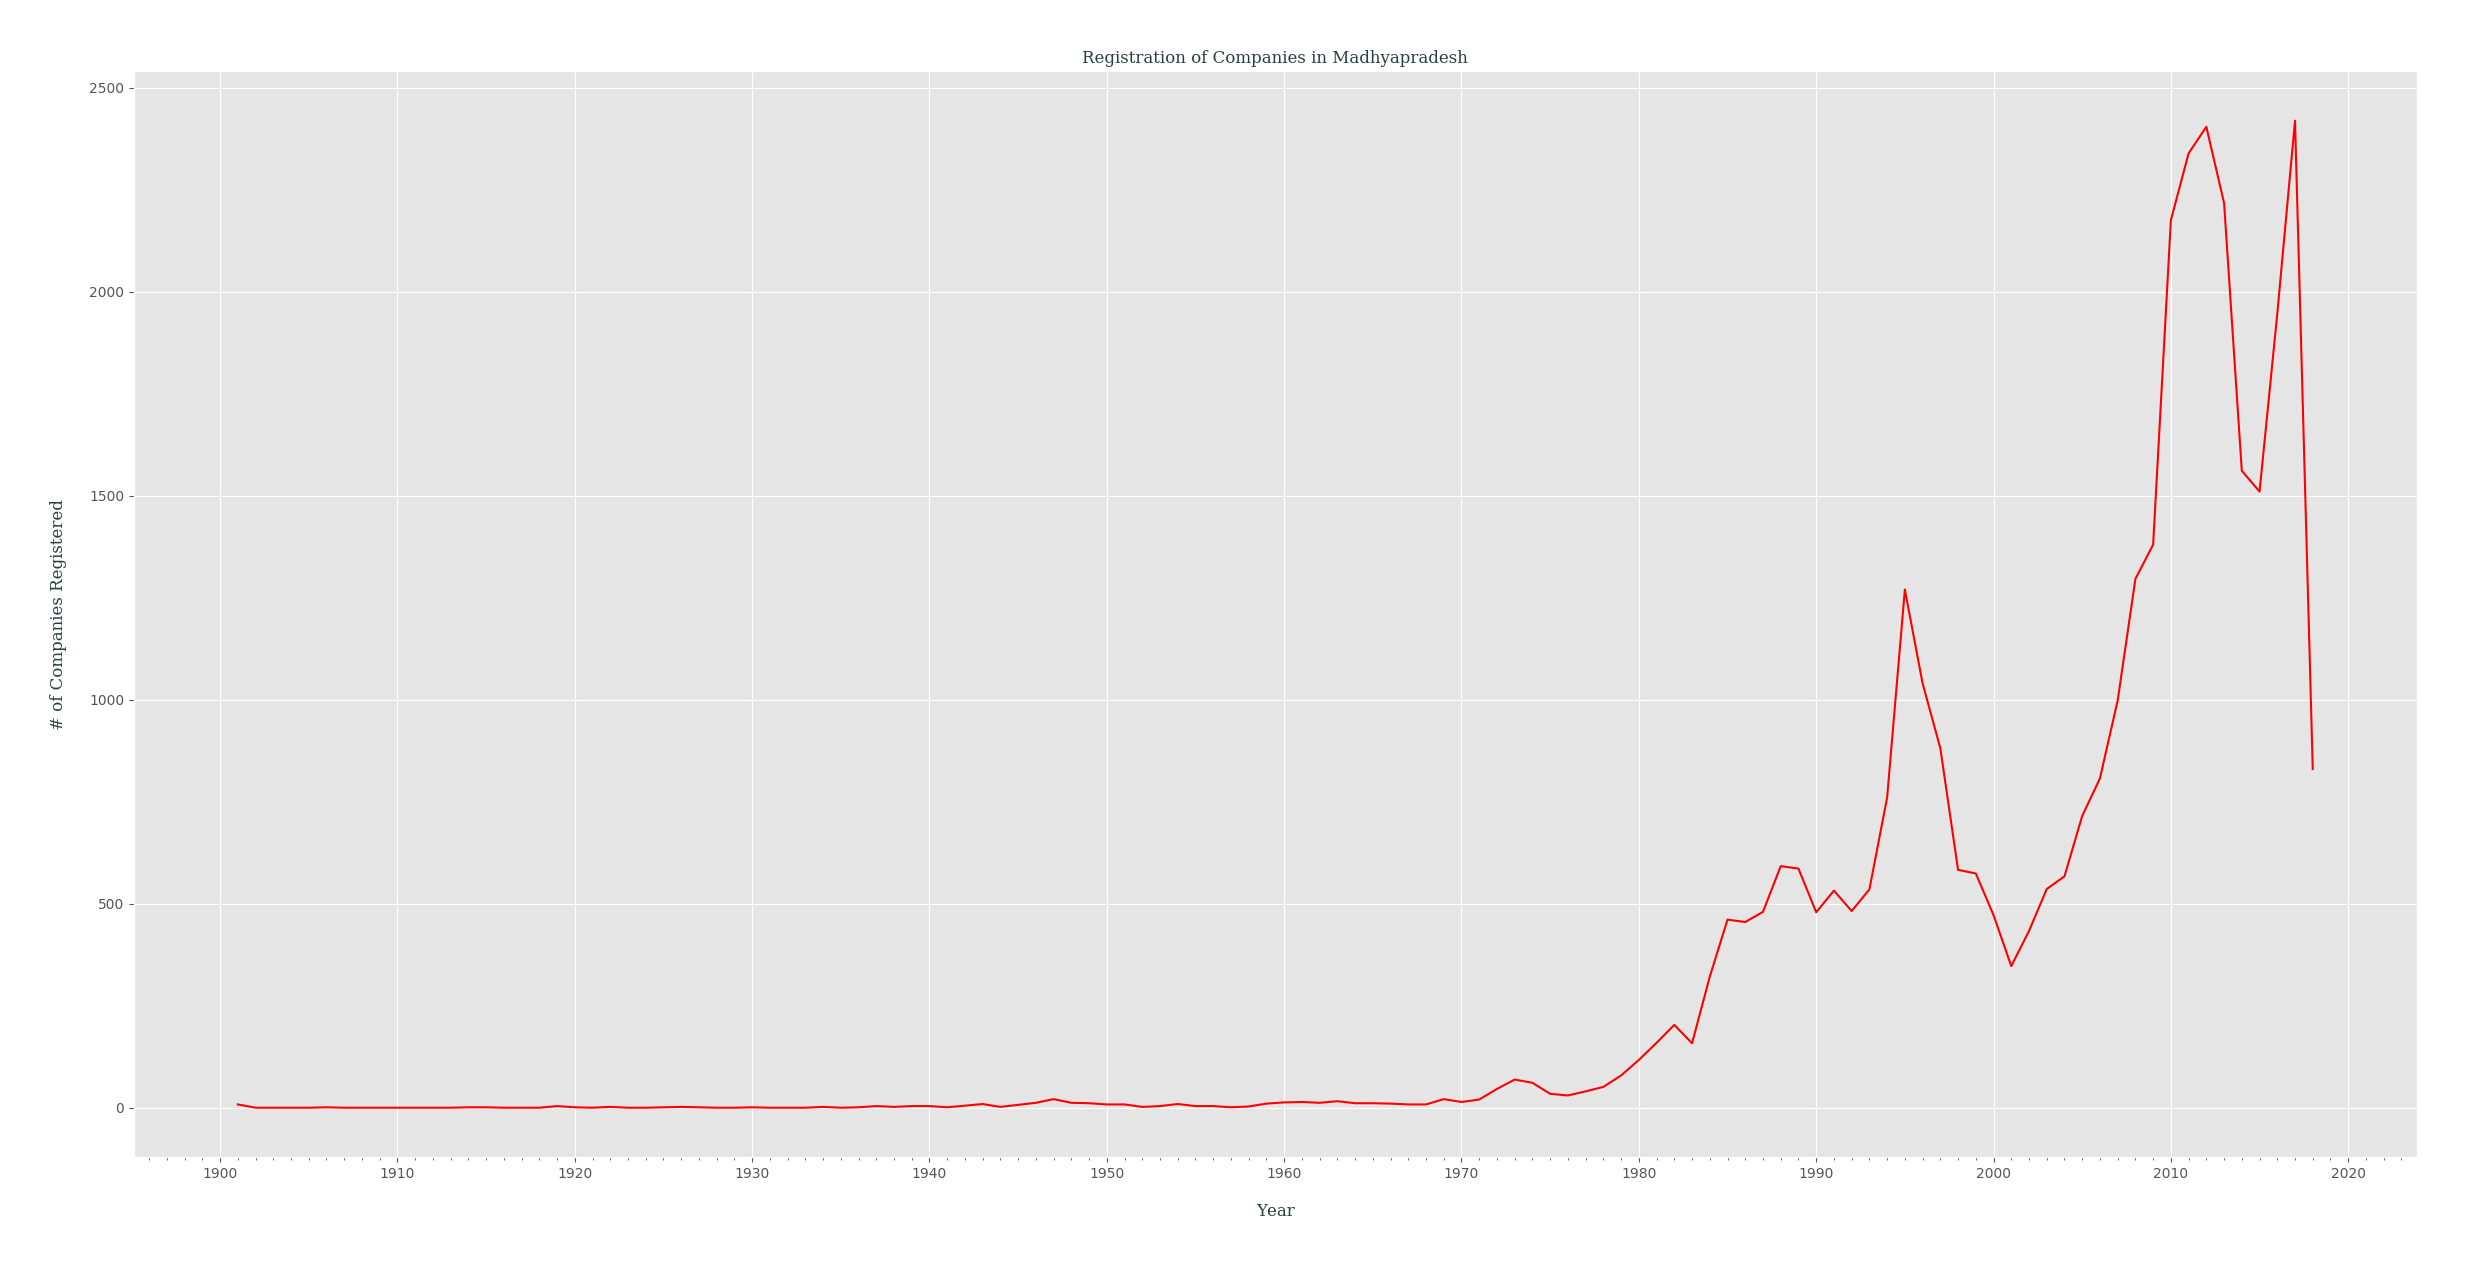 Registration of Companies in Madhyapradesh
2500
2000
1500
1000
500
0
# of Companies Registered
1900 1910 1920 1930 1940 1950 1960 1970 1980 1990 2000 2010 2020
Year